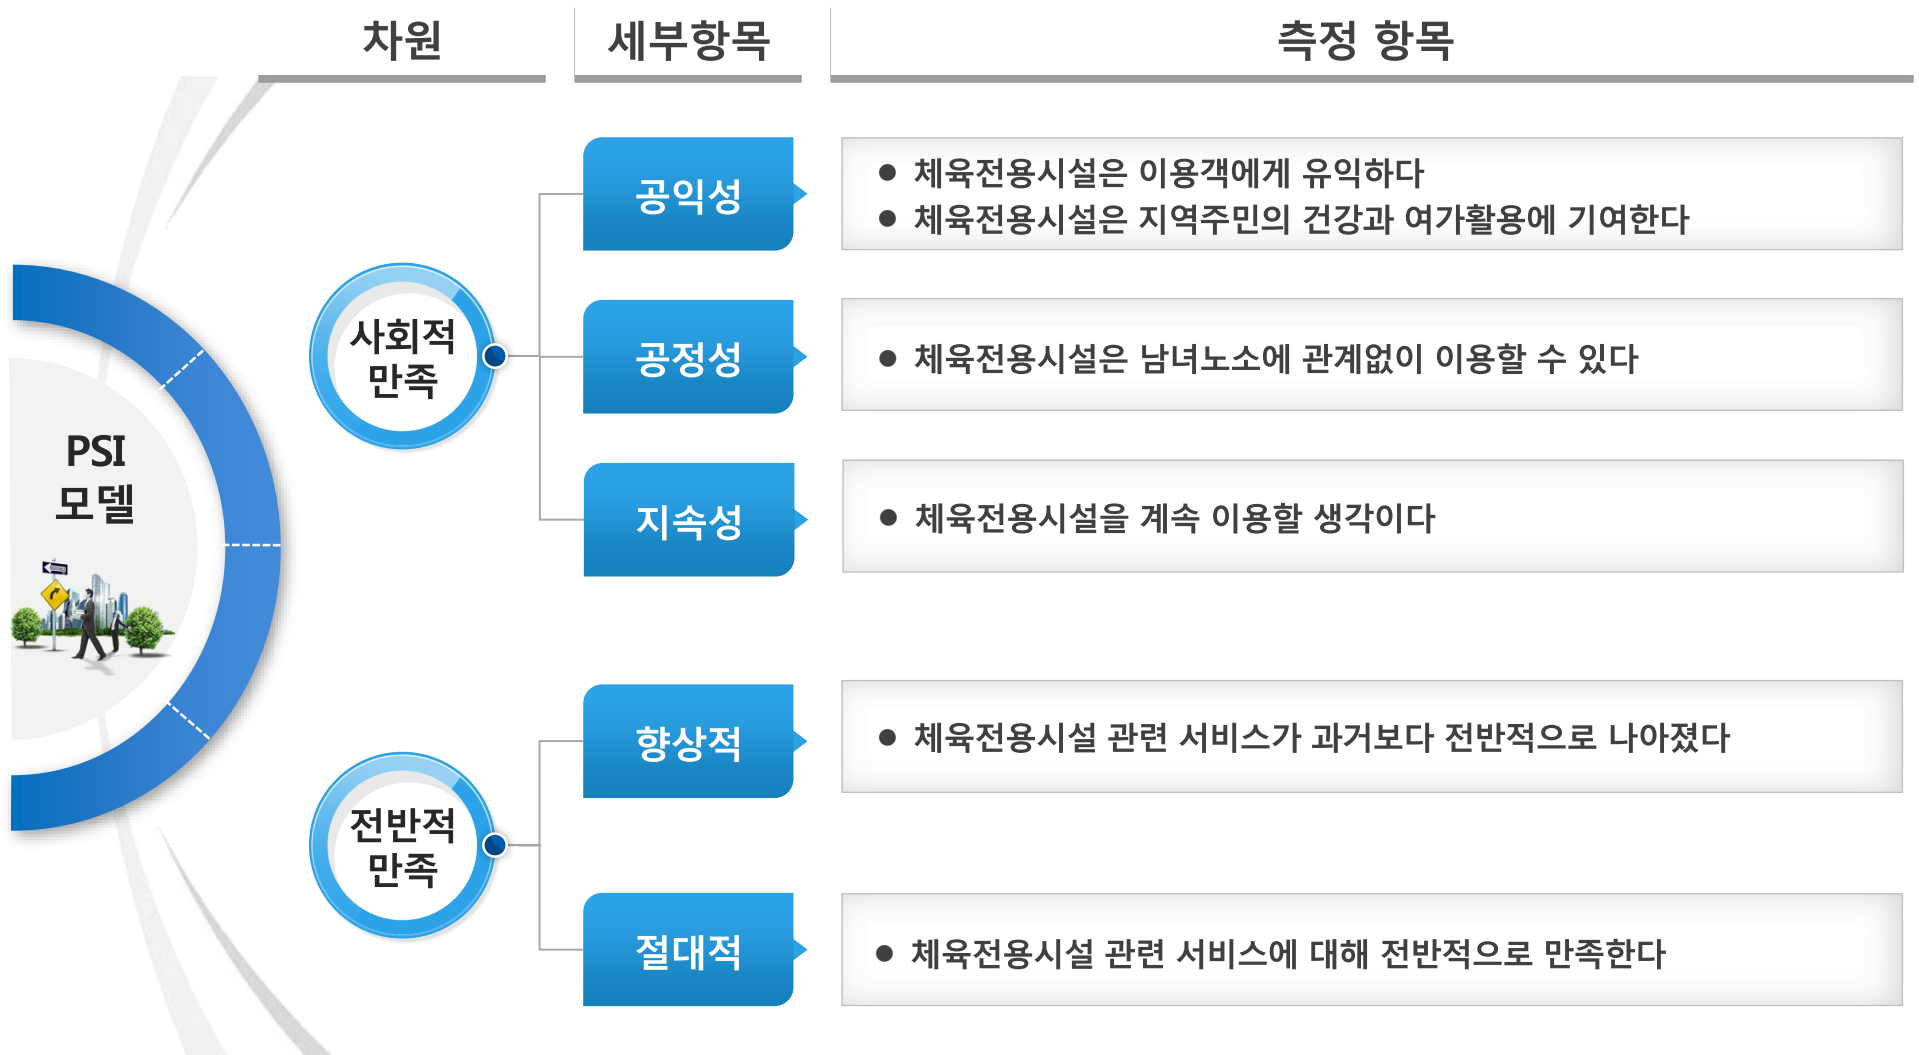 차원
세부항목
측정 항목
PSI
모델
사회적
만족
공익성
● 체육전용시설은 이용객에게 유익하다
● 체육전용시설은 지역주민의 건강과 여가활용에 기여한다
공정성
● 체육전용시설은 남녀노소에 관계없이 이용할 수 있다
지속성
● 체육전용시설을 계속 이용할 생각이다
전반적
만족
향상적
● 체육전용시설 관련 서비스가 과거보다 전반적으로 나아졌다
절대적
● 체육전용시설 관련 서비스에 대해 전반적으로 만족한다